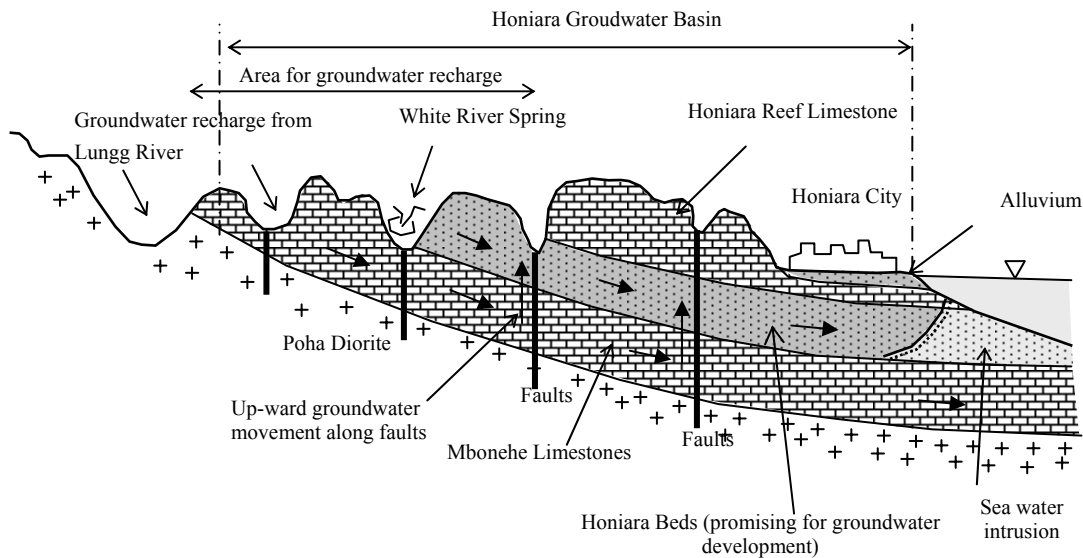 Honiara Groudwater Basin
Area for groundwater recharge
Groundwater recharge from
Lungg River
White River Spring
Honiara Reef Limestone
Honiara City
Alluvium
Poha Diorite
Up-ward groundwater
movement along faults
Faults
Mbonehe Limestones
Faults
Honiara Beds (promising for groundwater
development)
Sea water
intrusion